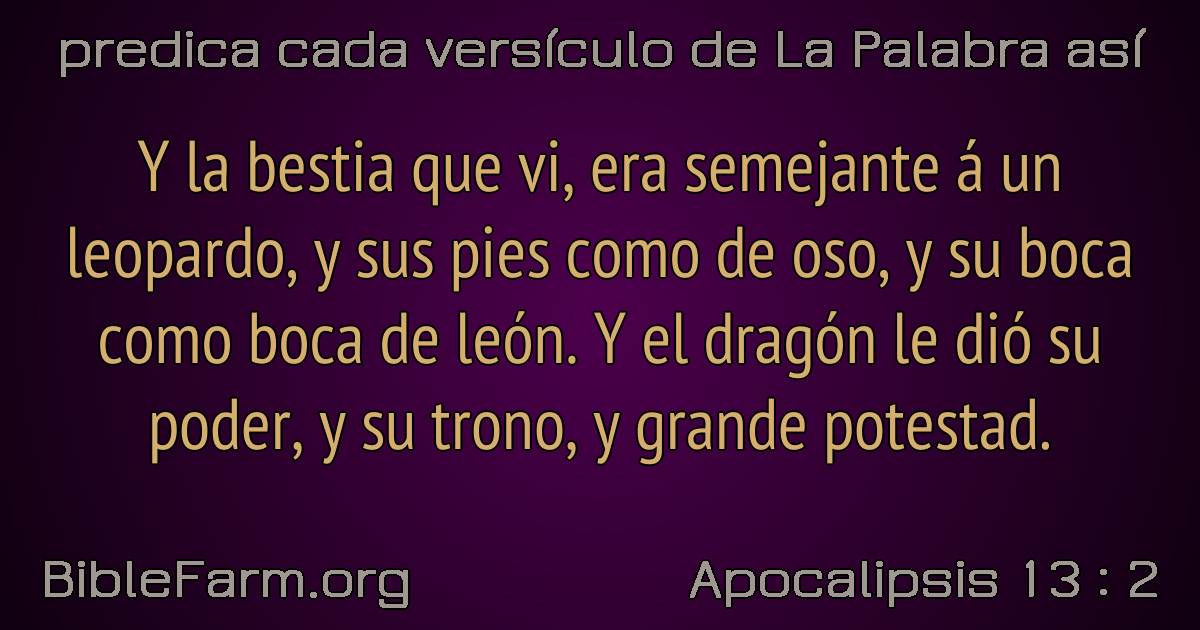 predica cada versículo de La Palabra así
Y la bestia que vi, era semejante á un
leopardo, y sus pies como de oso, y su boca
como boca de león. Y el dragón le dió su
poder, y su trono, y grande potestad.
BibleFarm.org
Apocalipsis 13 : 2